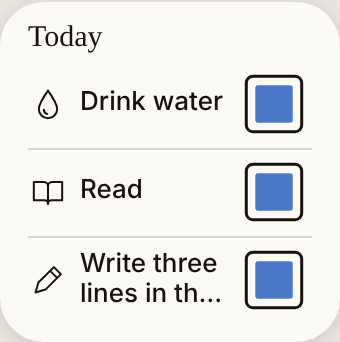 Today
Drink water
Read
Write three
lines in th...